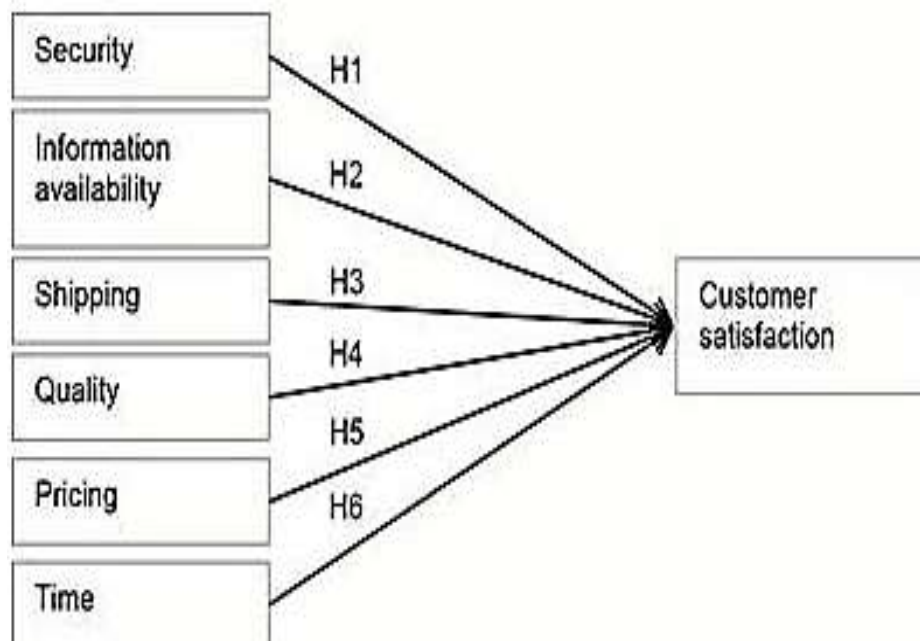 Security
H1
Information
availability
H2
Shipping
H3
Quality
H4
Pricing
H5
Time
H6
Customer
satisfaction